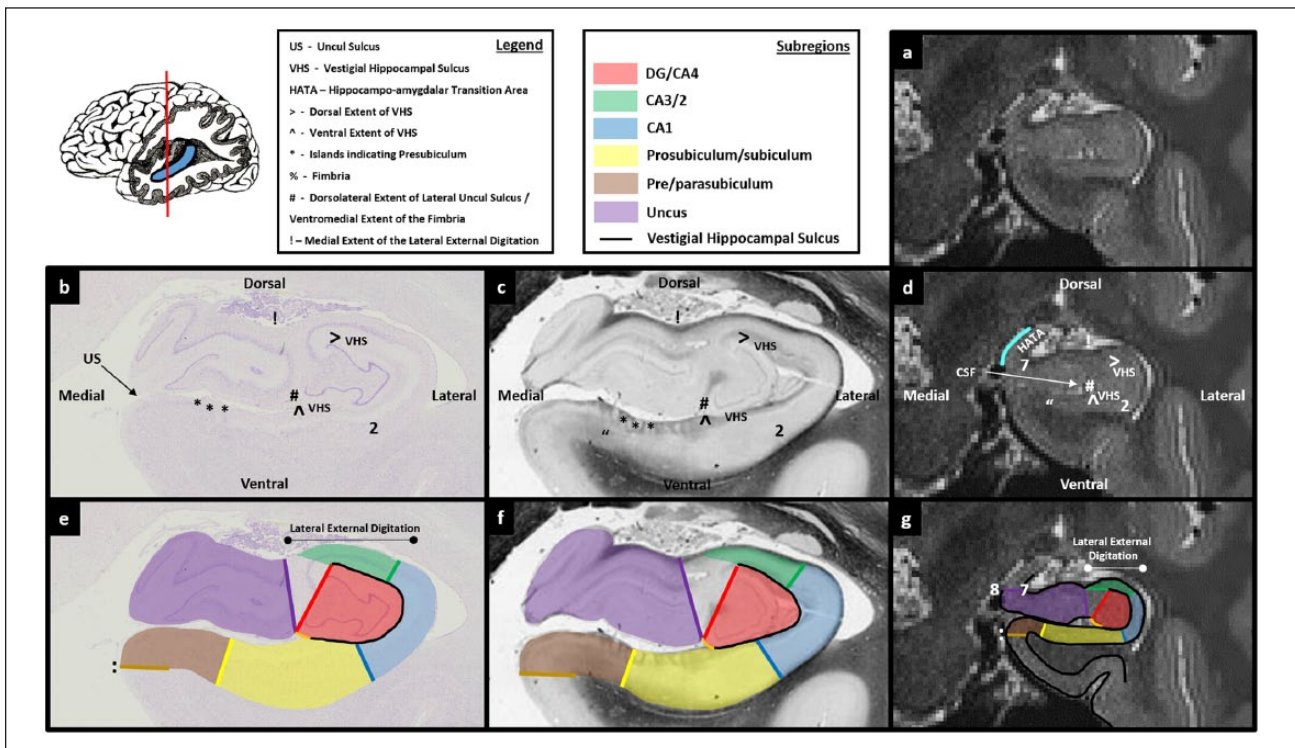 US - Uncul Sulcus
Legend
VHS - Vestigial Hippocampal Sulcus
HATA – Hippocampo-amygdalar Transition Area
> - Dorsal Extent of VHS
^ - Ventral Extent of VHS
* - Islands indicating Presubiculum
% - Fimbria
# - Dorsolateral Extent of Lateral Uncul Sulcus /
Ventromedial Extent of the Fimbria
! – Medial Extent of the Lateral External Digitation
Subregions
DG/CA4
CA3/2
CA1
Prosubiculum/subiculum
Pre/parasubiculum
Uncus
Vestigial Hippocampal Sulcus
a
b
Dorsal
!
>
VHS
US
Medial
* * *
#
^
VHS
2
Ventral
c
Dorsal
!
>
VHS
Lateral
#
^
VHS
* * *
“
2
Ventral
d
Dorsal
HATA
!
7
>
VHS
CSF
#
Medial
Lateral
“
^
VHS
2
Ventral
e
Lateral External Digitation
:
f
g
Lateral External
Digitation
8
7
: